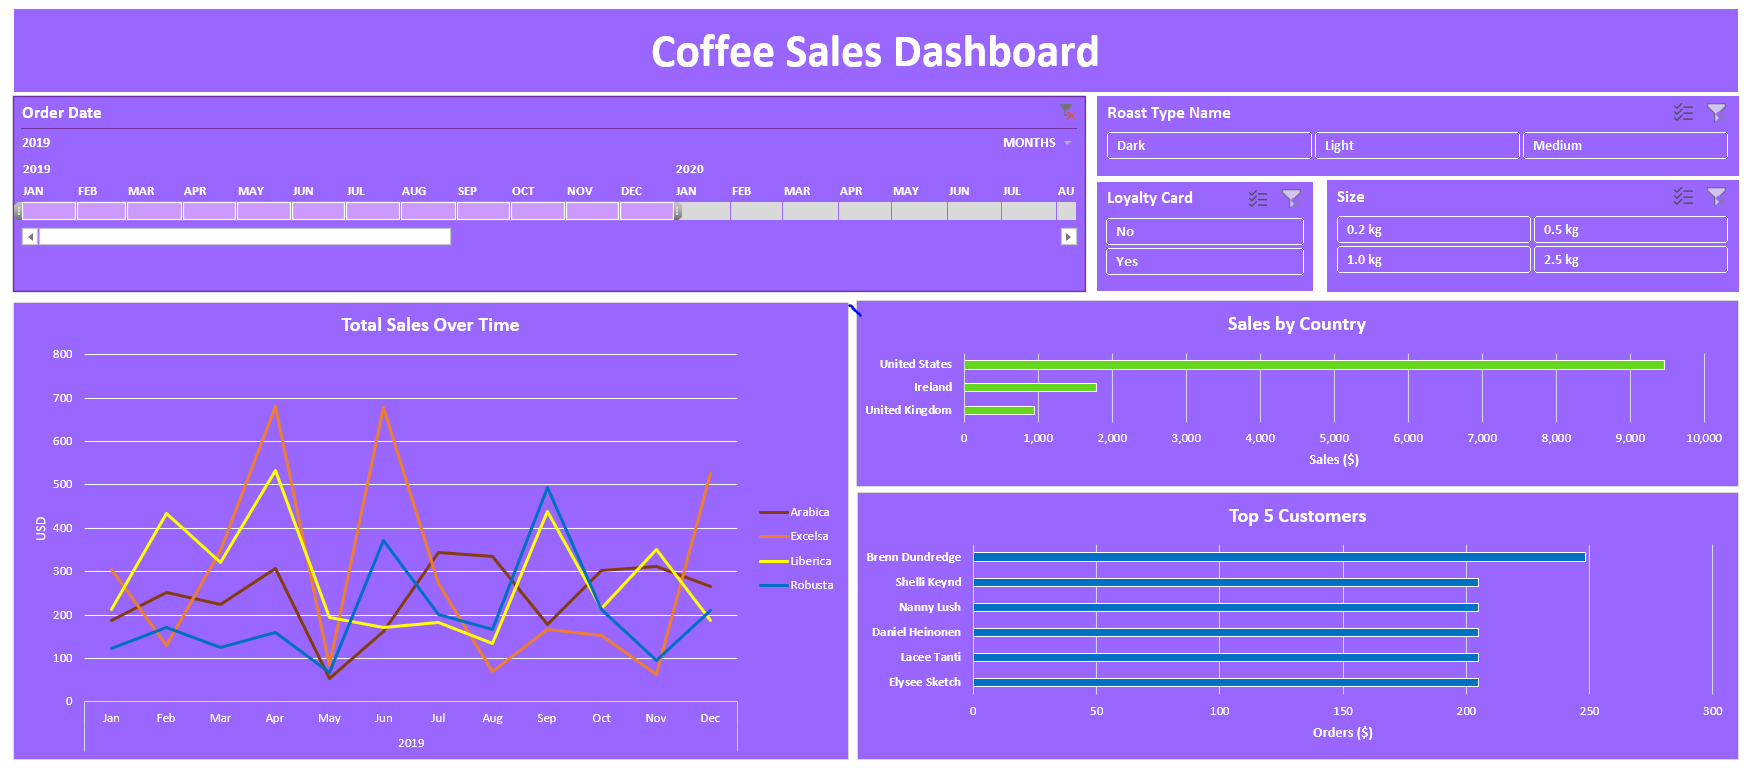 Coffee Sales Dashboard
Order Date
2019
MONTHS
2019
2020
JAN FEB MAR APR MAY JUN JUL AUG SEP OCT NOV DEC JAN FEB MAR APR MAY JUN JUL AU
Roast Type Name
Dark
Light
Medium
Loyalty Card
No
Yes
Size
0.2 kg
0.5 kg
1.0 kg
2.5 kg
Total Sales Over Time
800
700
600
500
400
300
200
100
0
USD
Jan Feb Mar Apr May Jun Jul Aug Sep Oct Nov Dec
2019
Arabica
Excelsa
Liberica
Robusta
Sales by Country
United States
Ireland
United Kingdom
0 1,000 2,000 3,000 4,000 5,000 6,000 7,000 8,000 9,000 10,000
Sales ($)
Top 5 Customers
Brenn Dundredge
Shelli Keynd
Nanny Lush
Daniel Heinonen
Lacee Tanti
Elysee Sketch
0 50 100 150 200 250 300
Orders ($)